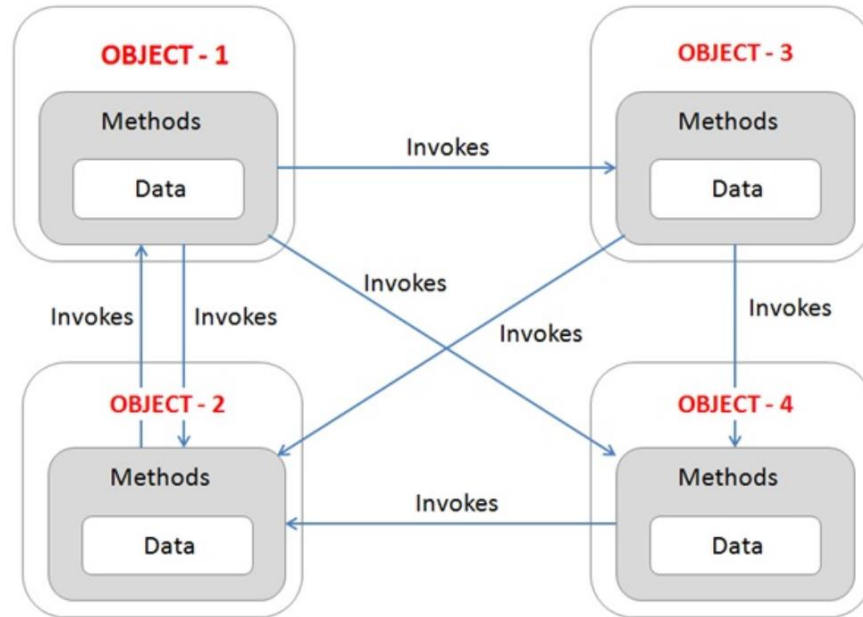 OBJECT - 1
OBJECT - 3
Methods
Methods
Invokes
Data
Data
Invokes
Invokes
Invokes
Invokes
Invokes
OBJECT - 2
OBJECT - 4
Methods
Methods
Invokes
Data
Data